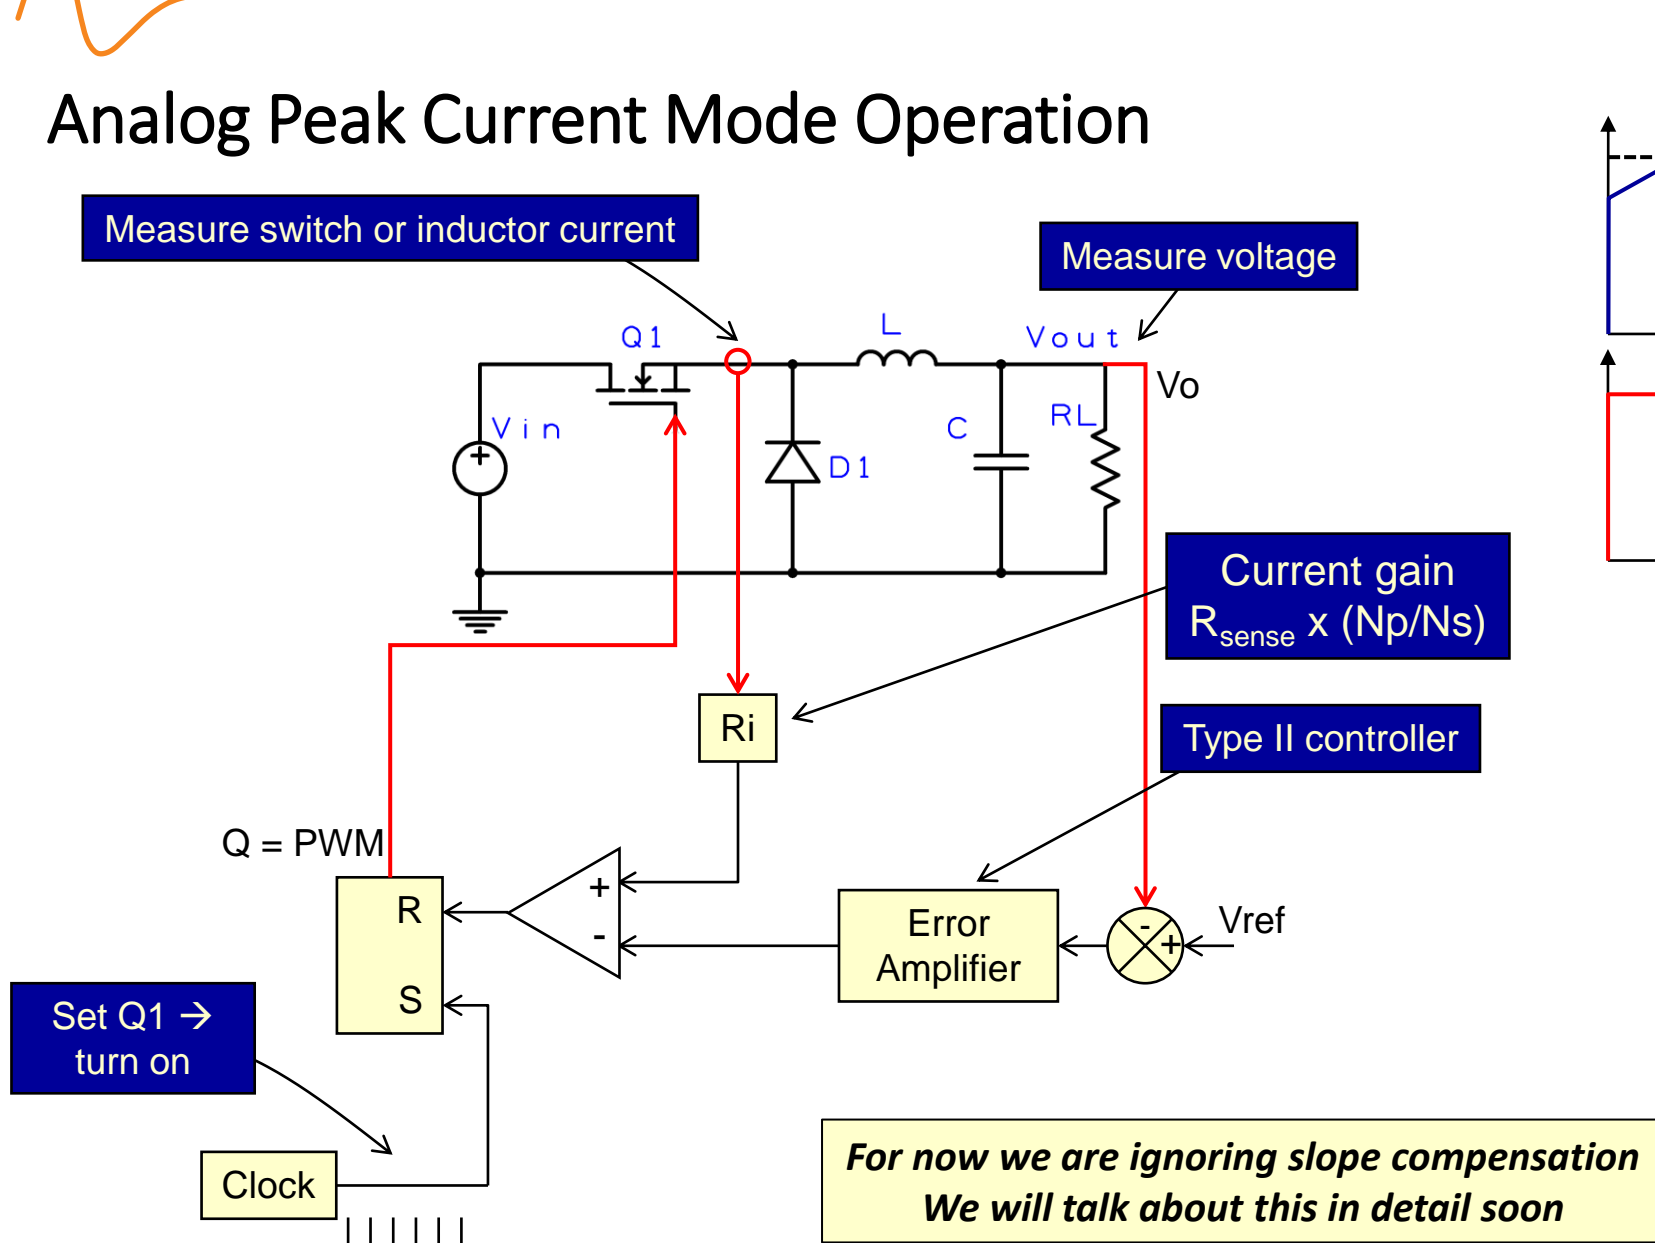 Analog Peak Current Mode Operation
Measure switch or inductor current
Measure voltage
Q1
L
Vout
Vo
Vin
+
D1
C
RL
Current gain
Rsense x (Np/Ns)
Ri
Type II controller
Q = PWM
R
S
+
-
Error
Amplifier
-
+
Vref
Set Q1 →
turn on
Clock
For now we are ignoring slope compensation
We will talk about this in detail soon